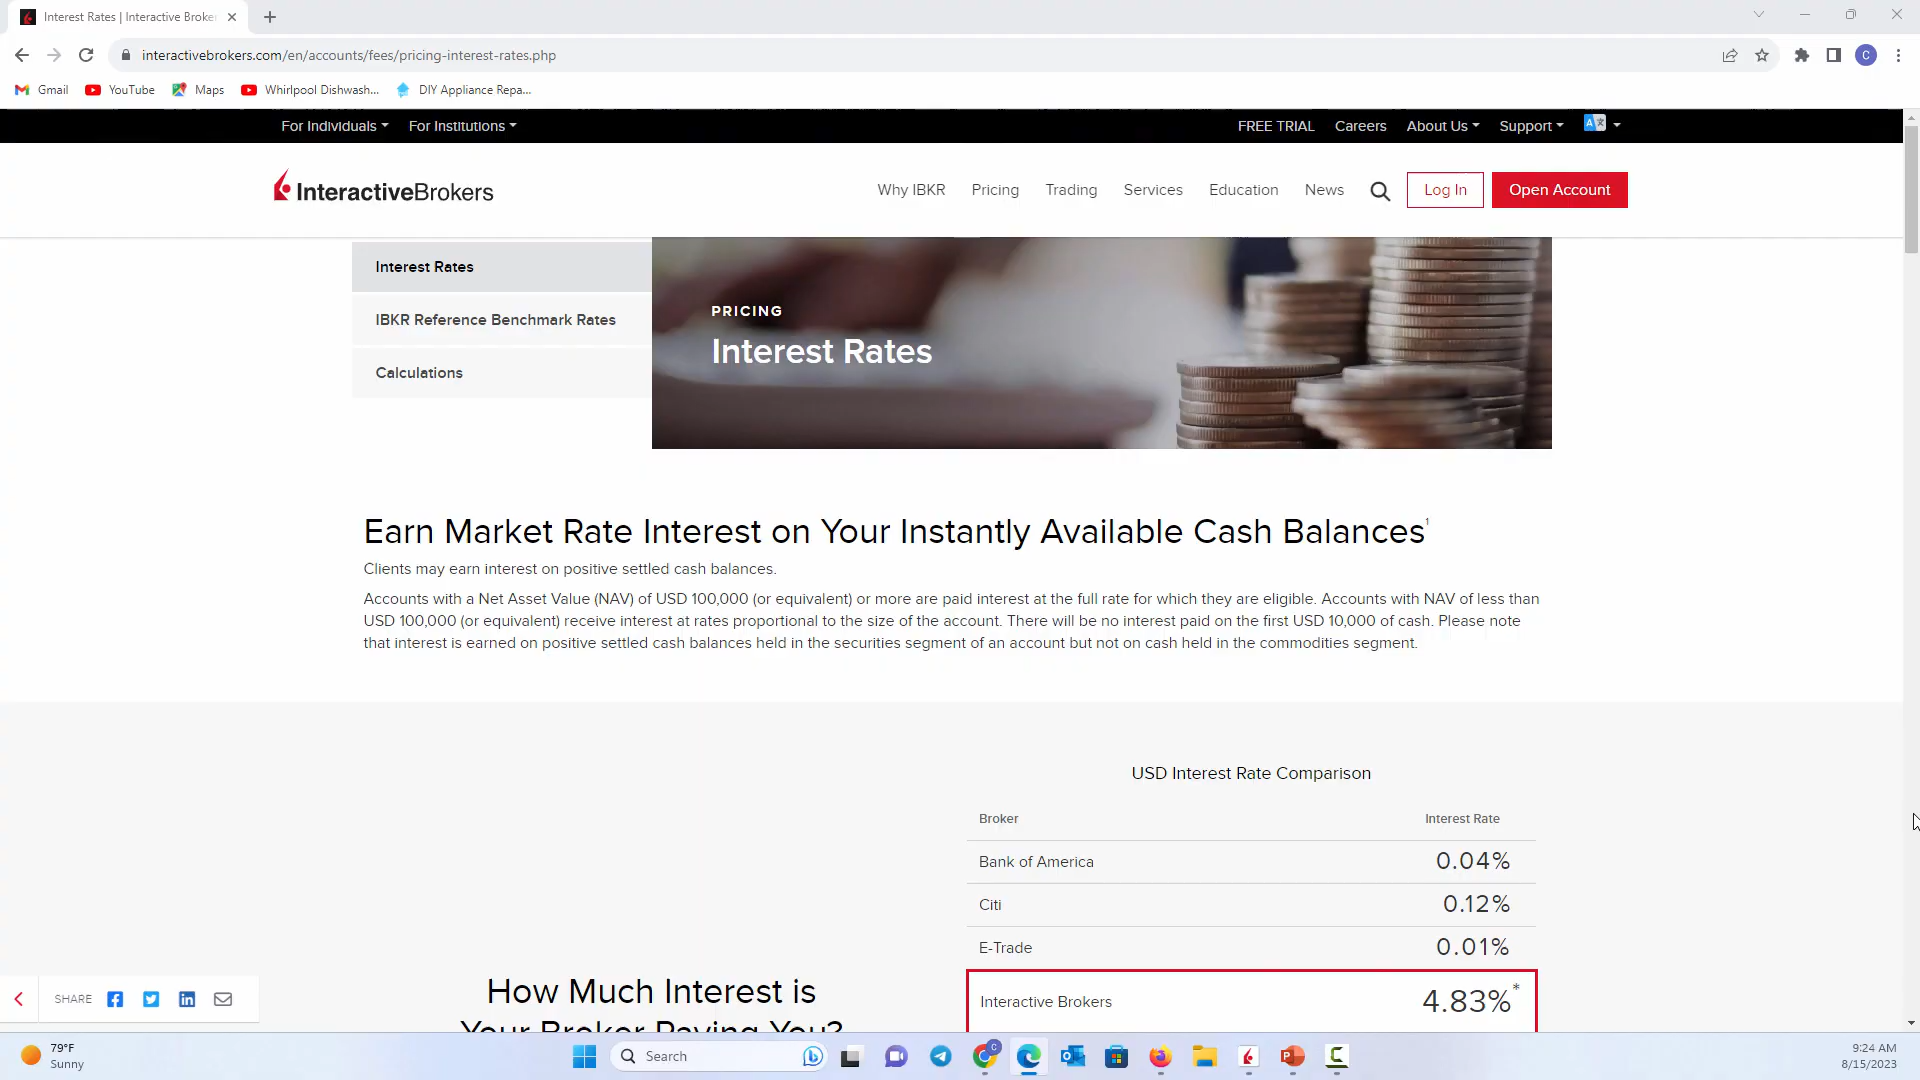 Interest Rates | Interactive Broke
interactivebrokers.com/en/accounts/fees/pricing-interest-rates.php
C
Gmail YouTube Maps Whirlpool Dishwash... DIY Appliance Repa...
For Individuals For Institutions FREE TRIAL Careers About Us Support
InteractiveBrokers Why IBKR Pricing Trading Services Education News Log In Open Account
Interest Rates
IBKR Reference Benchmark Rates
Calculations
PRICING
Interest Rates
Earn Market Rate Interest on Your Instantly Available Cash Balances1
Clients may earn interest on positive settled cash balances.
Accounts with a Net Asset Value (NAV) of USD 100,000 (or equivalent) or more are paid interest at the full rate for which they are eligible. Accounts with NAV of less than
USD 100,000 (or equivalent) receive interest at rates proportional to the size of the account. There will be no interest paid on the first USD 10,000 of cash. Please note
that interest is earned on positive settled cash balances held in the securities segment of an account but not on cash held in the commodities segment.
How Much Interest is
Your Broker Paying You?
USD Interest Rate Comparison
Broker Interest Rate
Bank of America 0.04%
Citi 0.12%
E-Trade 0.01%
Interactive Brokers 4.83%*
SHARE
79°F
Sunny
Search
9:24 AM
8/15/2023